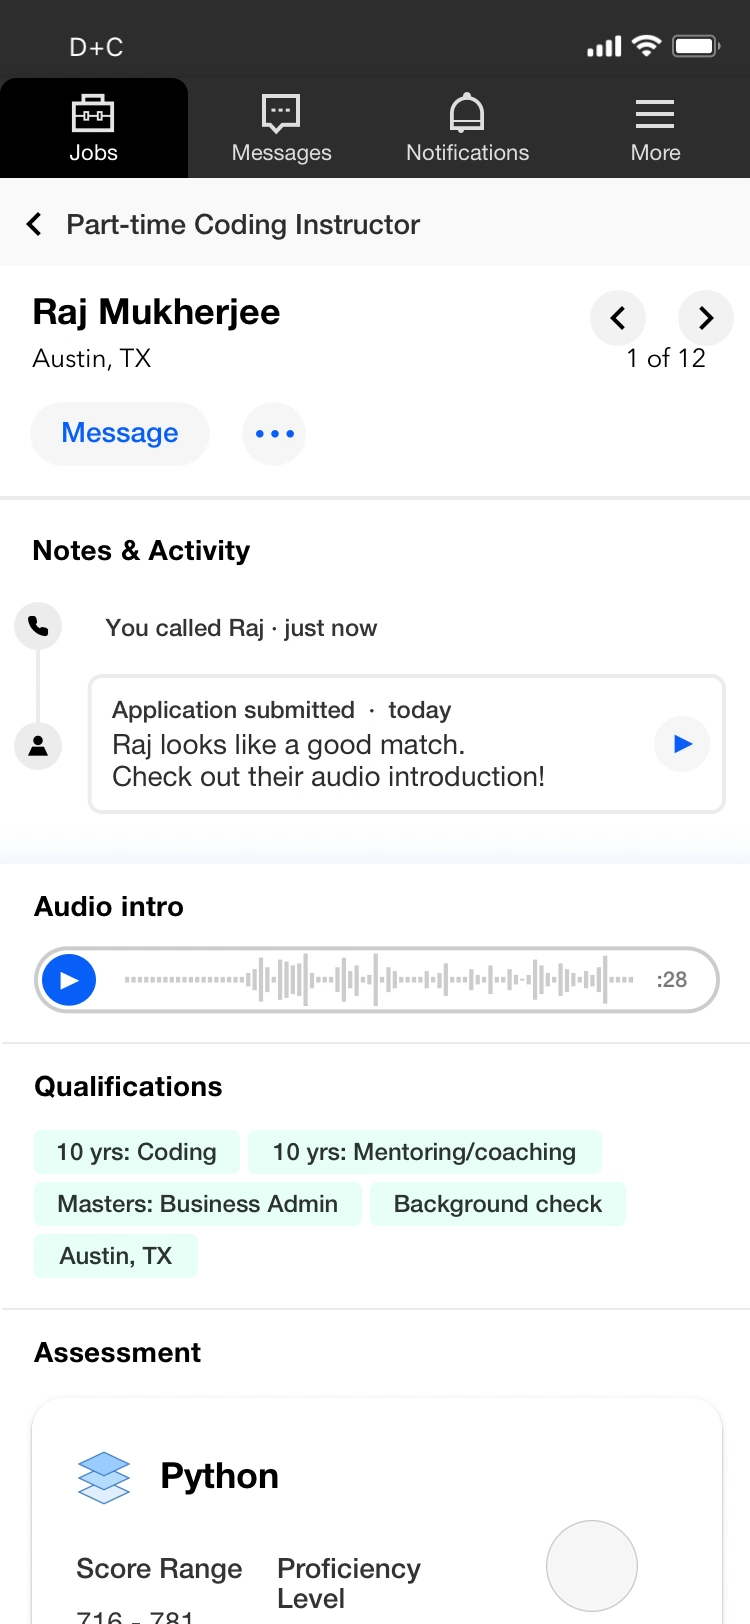 D+C
Jobs
Messages
Notifications
More
Part-time Coding Instructor
Raj Mukherjee
Austin, TX
1 of 12
Message
Notes & Activity
You called Raj · just now
Application submitted · today
Raj looks like a good match.
Check out their audio introduction!
Audio intro
:28
Qualifications
10 yrs: Coding
10 yrs: Mentoring/coaching
Masters: Business Admin
Background check
Austin, TX
Assessment
Python
Score Range
Proficiency
Level
716 - 781